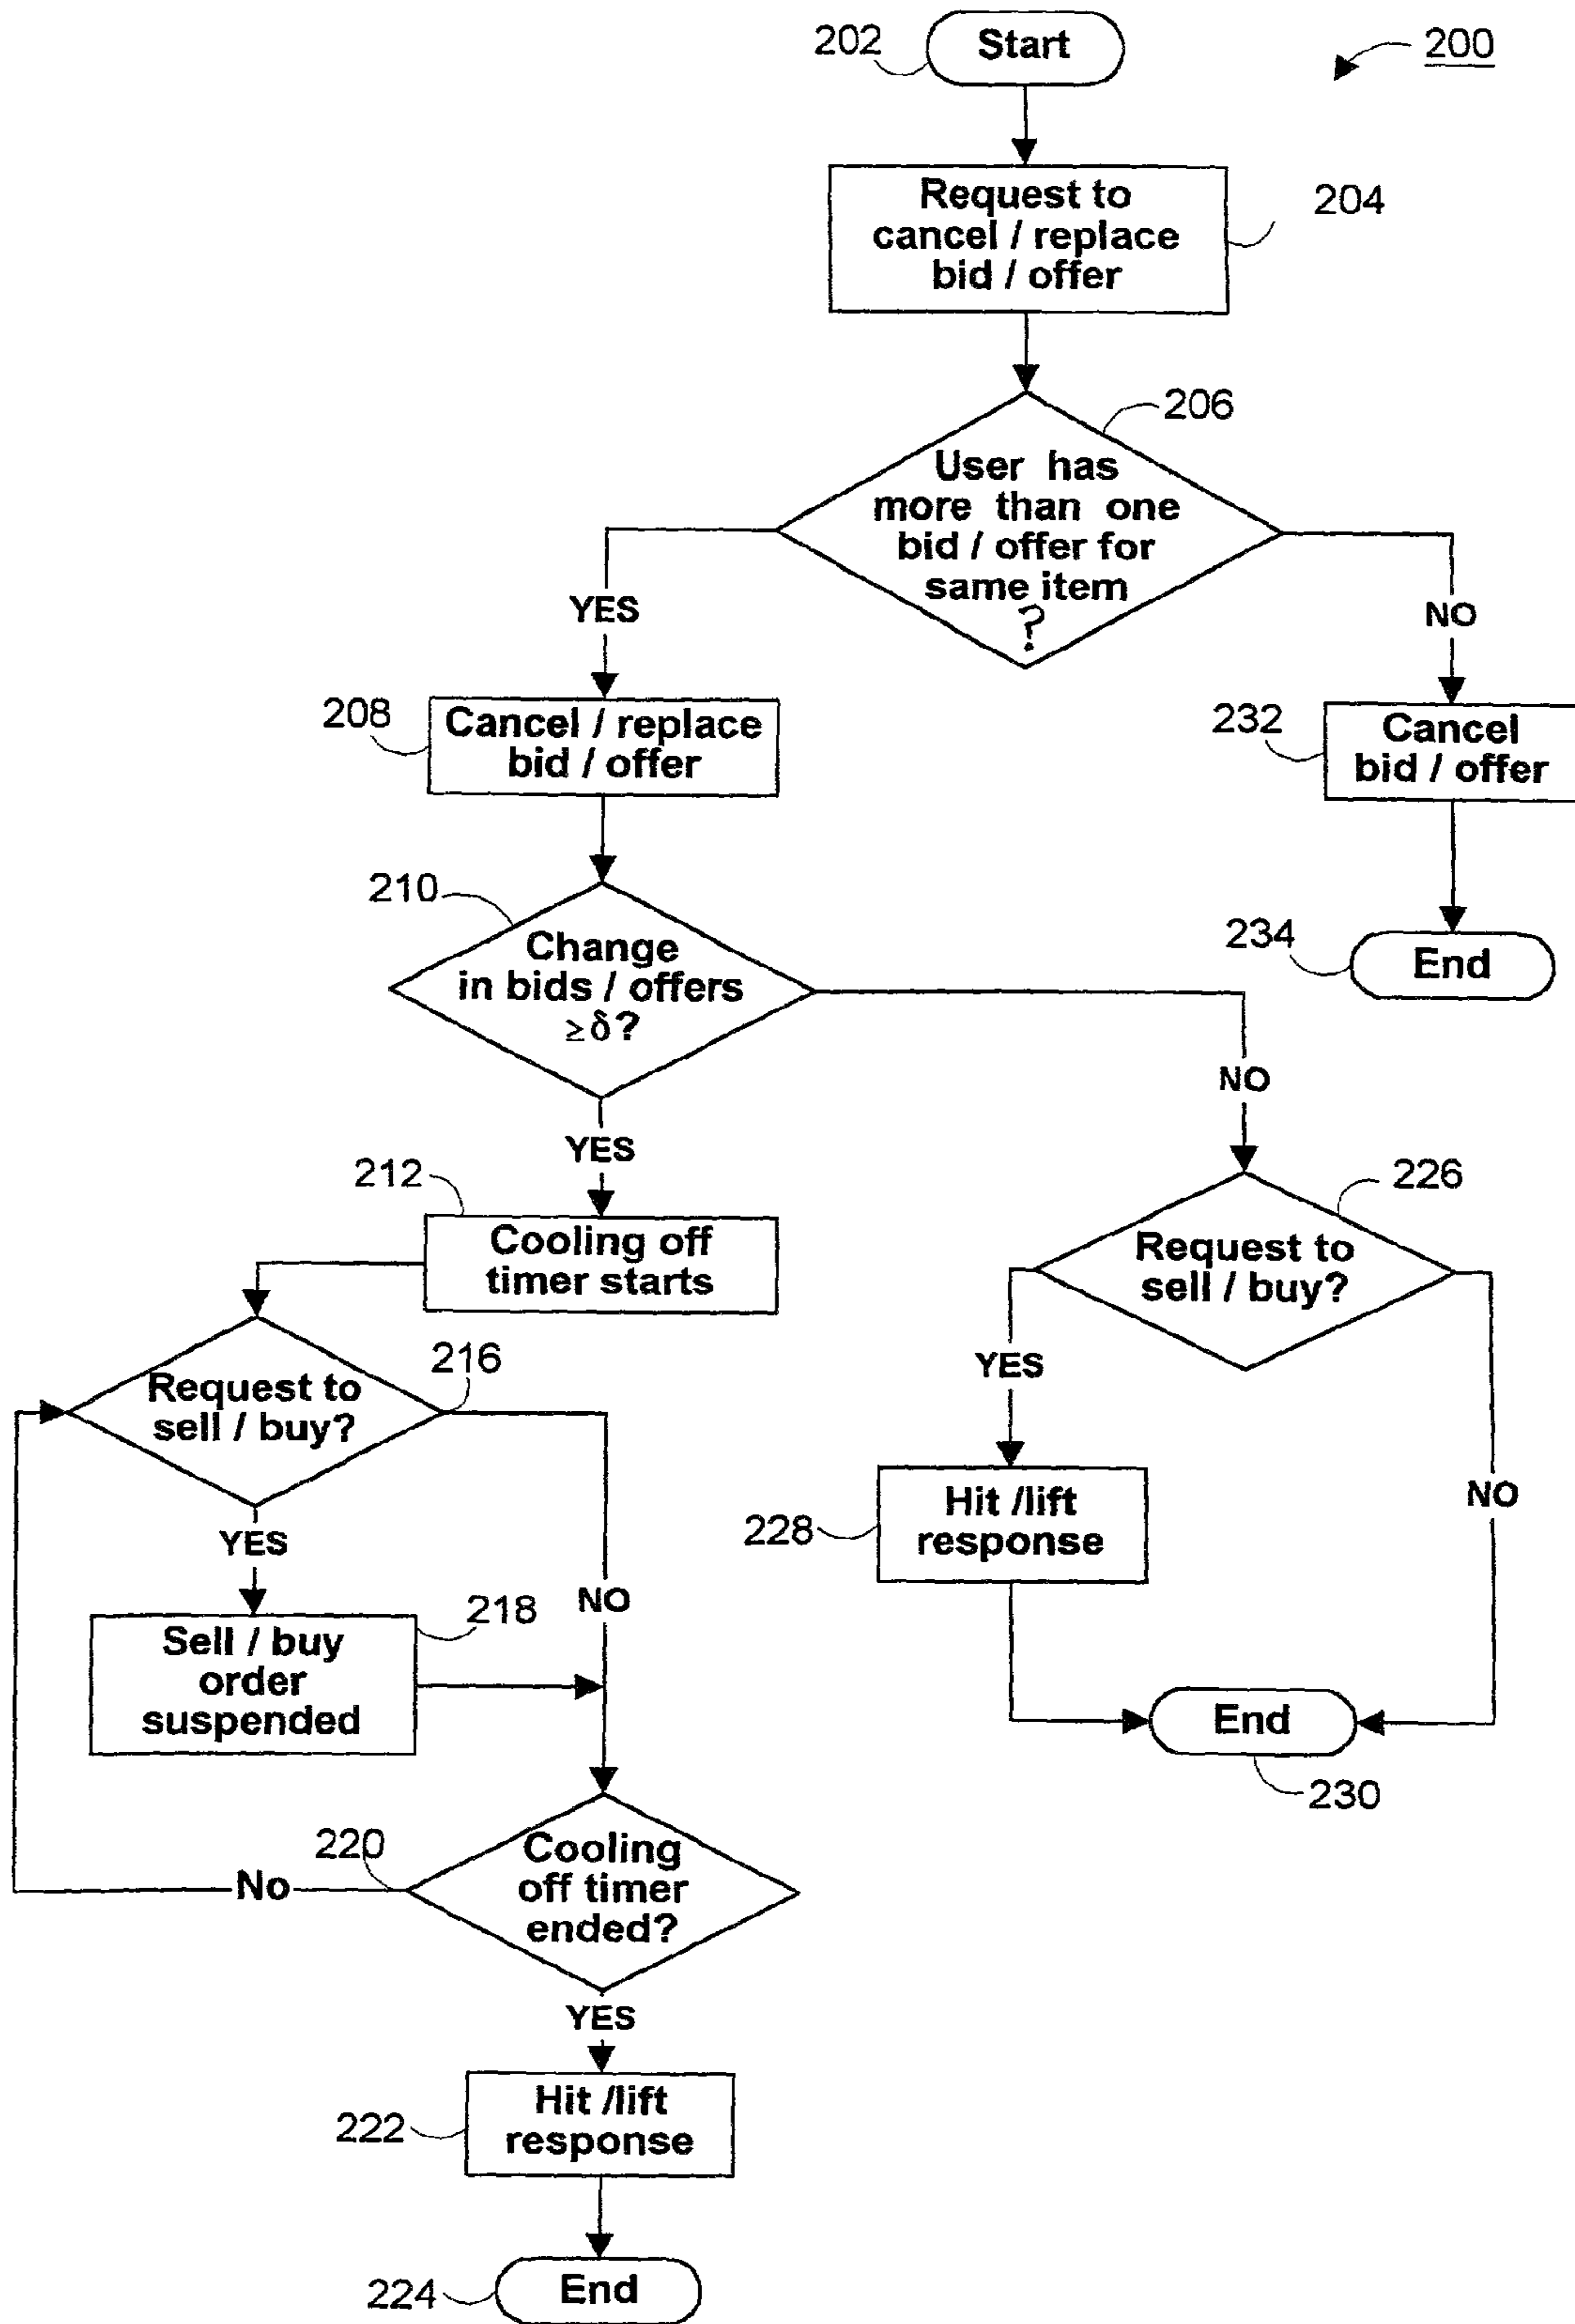 202
Start
200
Request to
cancel / replace
bid / offer
204
206
User has
more than one
bid / offer for
same item
?
YES
NO
208
Cancel / replace
bid / offer
232
Cancel
bid / offer
210
Change
in bids / offers
≥δ?
234
End
NO
YES
212
Cooling off
timer starts
226
Request to
sell / buy?
216
Request to
sell / buy?
YES
NO
228
Hit /lift
response
YES
NO
218
Sell / buy
order
suspended
End
230
220
Cooling
off timer
ended?
No
YES
222
Hit /lift
response
224
End